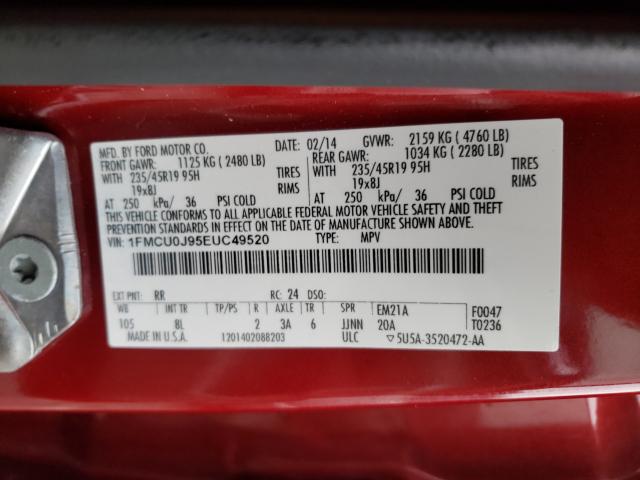 MFD. BY FORD MOTOR CO. DATE: 02/14 GVWR: 2159 KG ( 4760 LB)
FRONT GAWR: 1125 KG ( 2480 LB) REAR GAWR: 1034 KG ( 2280 LB)
WITH 235/45R19 95H TIRES WITH 235/45R19 95H TIRES
19x8J RIMS 19x8J RIMS
AT 250 kPa/ 36 PSI COLD AT 250 kPa/ 36 PSI COLD
THIS VEHICLE CONFORMS TO ALL APPLICABLE FEDERAL MOTOR VEHICLE SAFETY AND THEFT
PREVENTION STANDARDS IN EFFECT ON THE DATE OF MANUFACTURE SHOWN ABOVE.
VIN: 1FMCU0J95EUC49520 TYPE: MPV
EXT PNT: RR RC: 24 DSO:
WB INT TR TP/PS R AXLE TR SPR EM21A F0047
105 8L 2 3A 6 JJNN 20A T0236
MADE IN U.S.A. 1201402088203 ULC ▽5U5A-3520472-AA